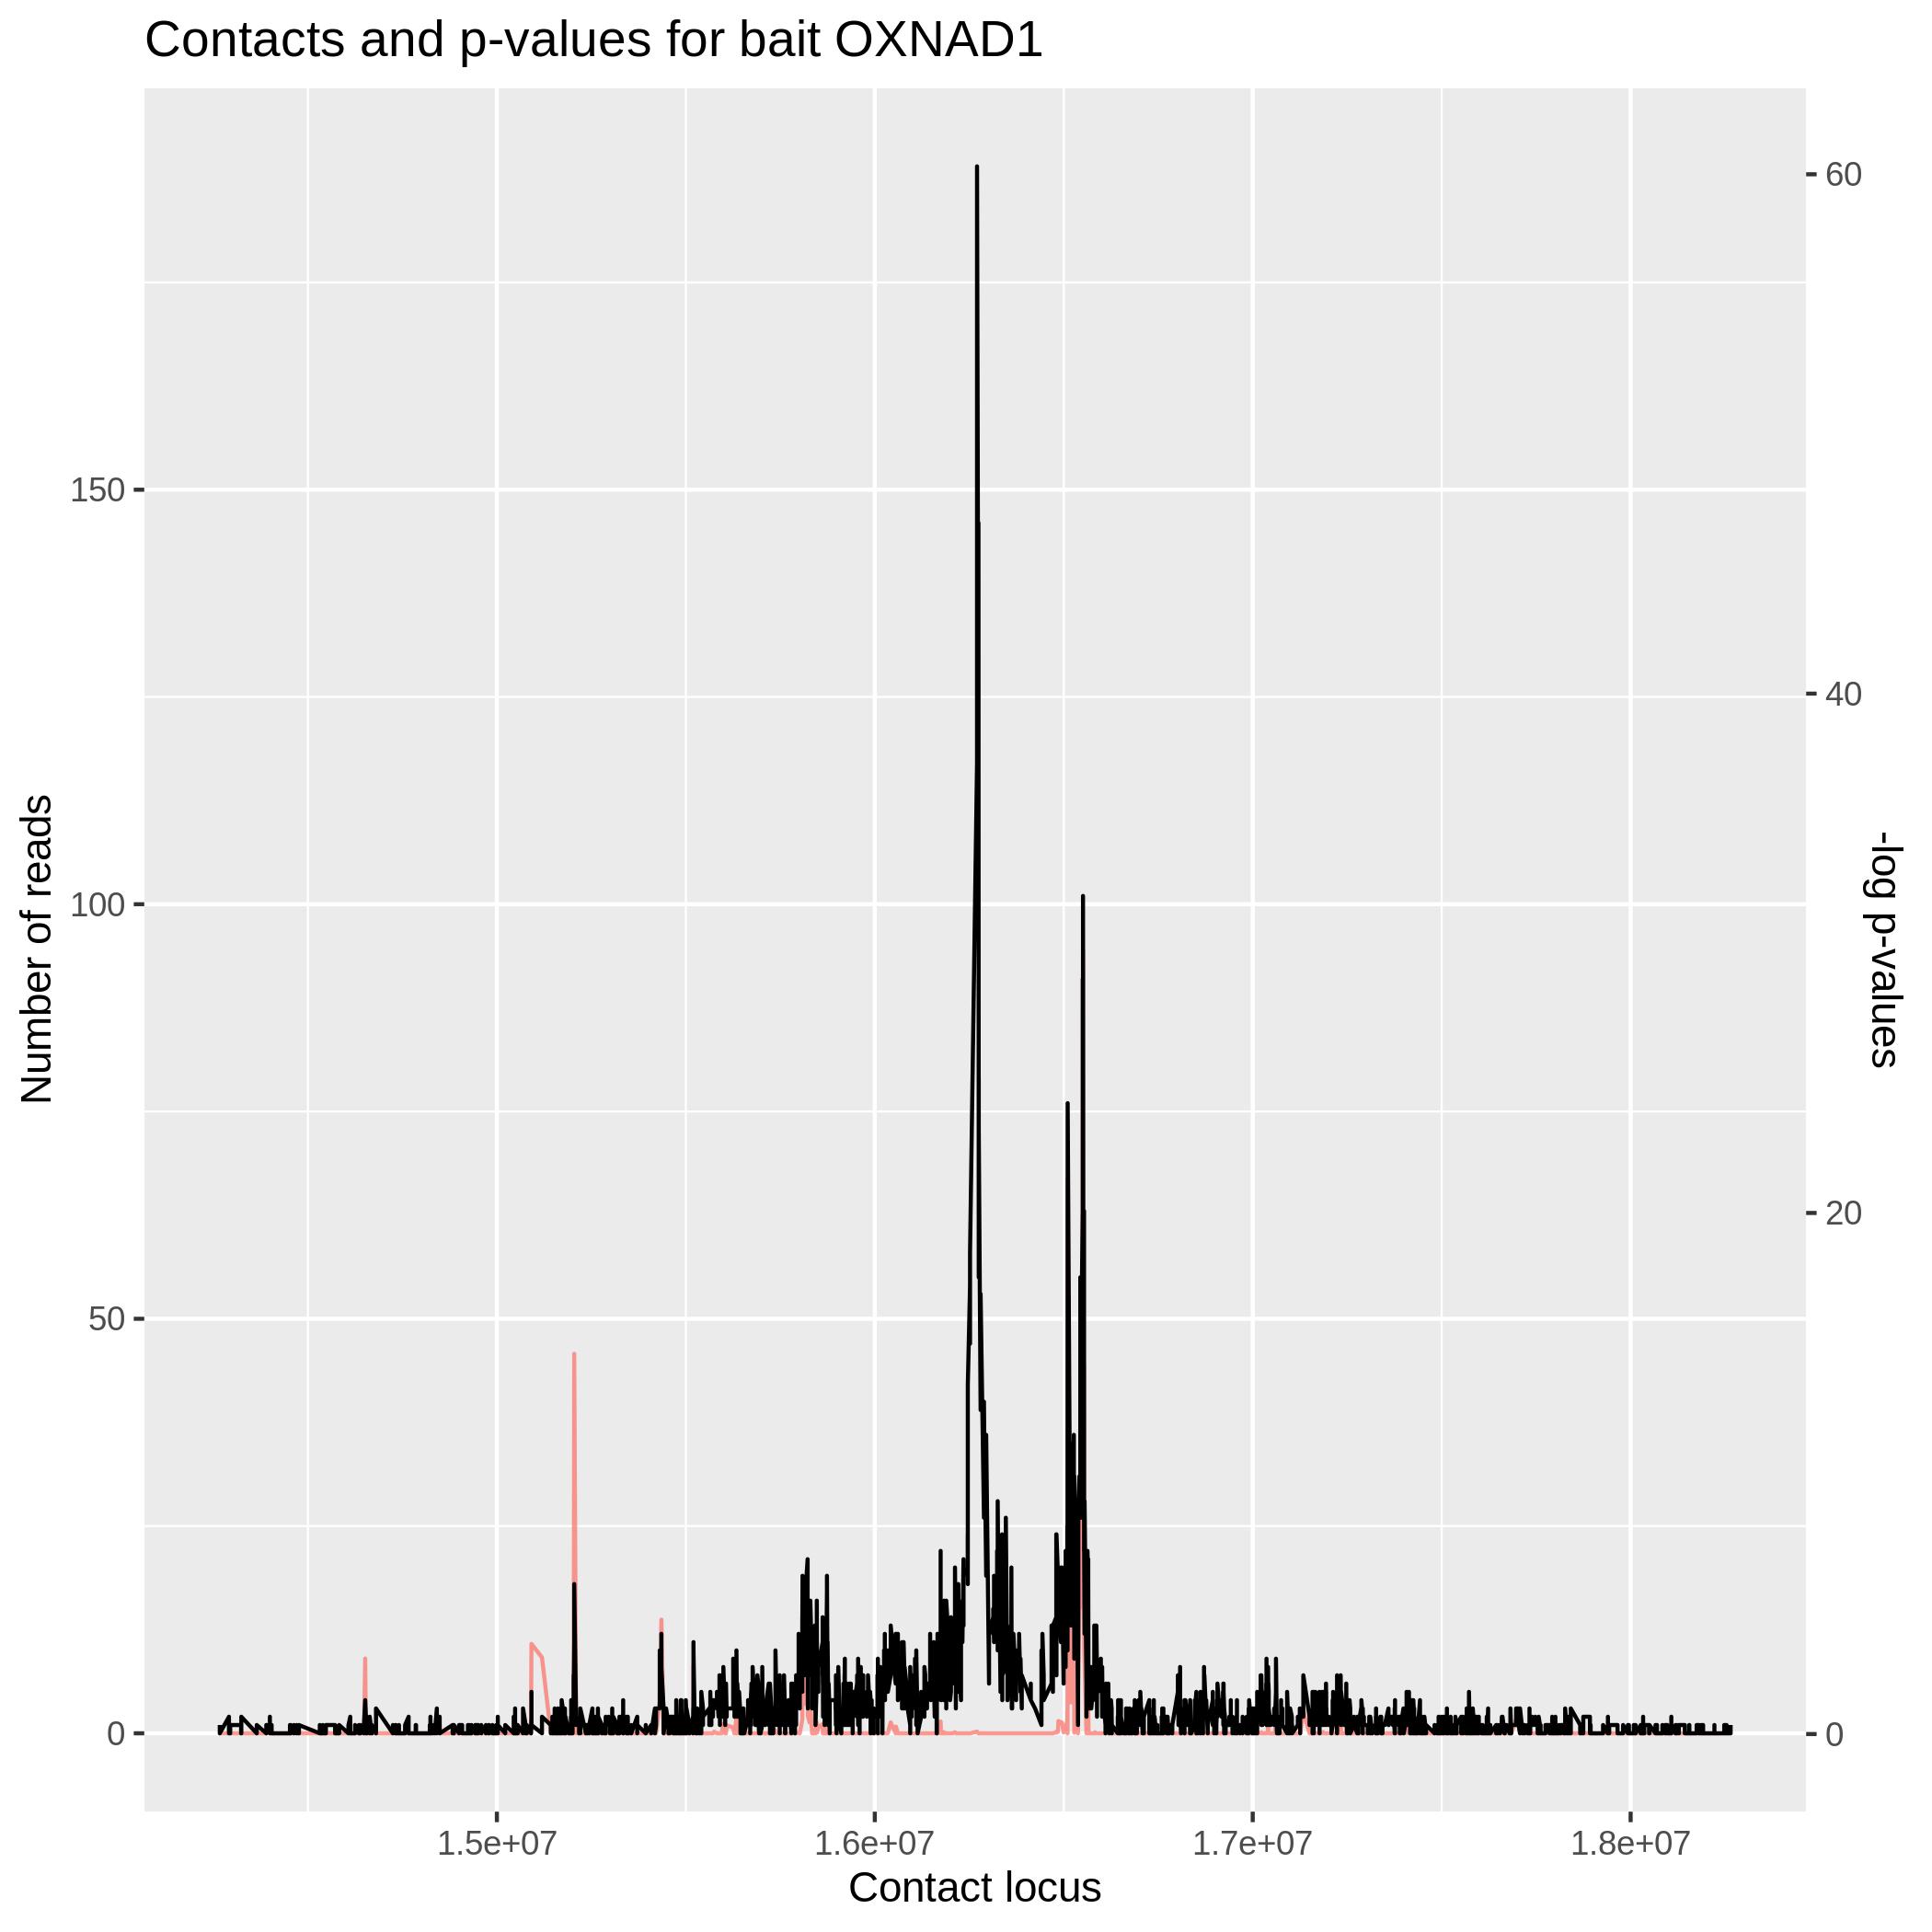 Contacts and p-values for bait OXNAD1
Number of reads
150
100
50
0
60
40
20
0
-log p-values
1.5e+07
1.6e+07
1.7e+07
1.8e+07
Contact locus